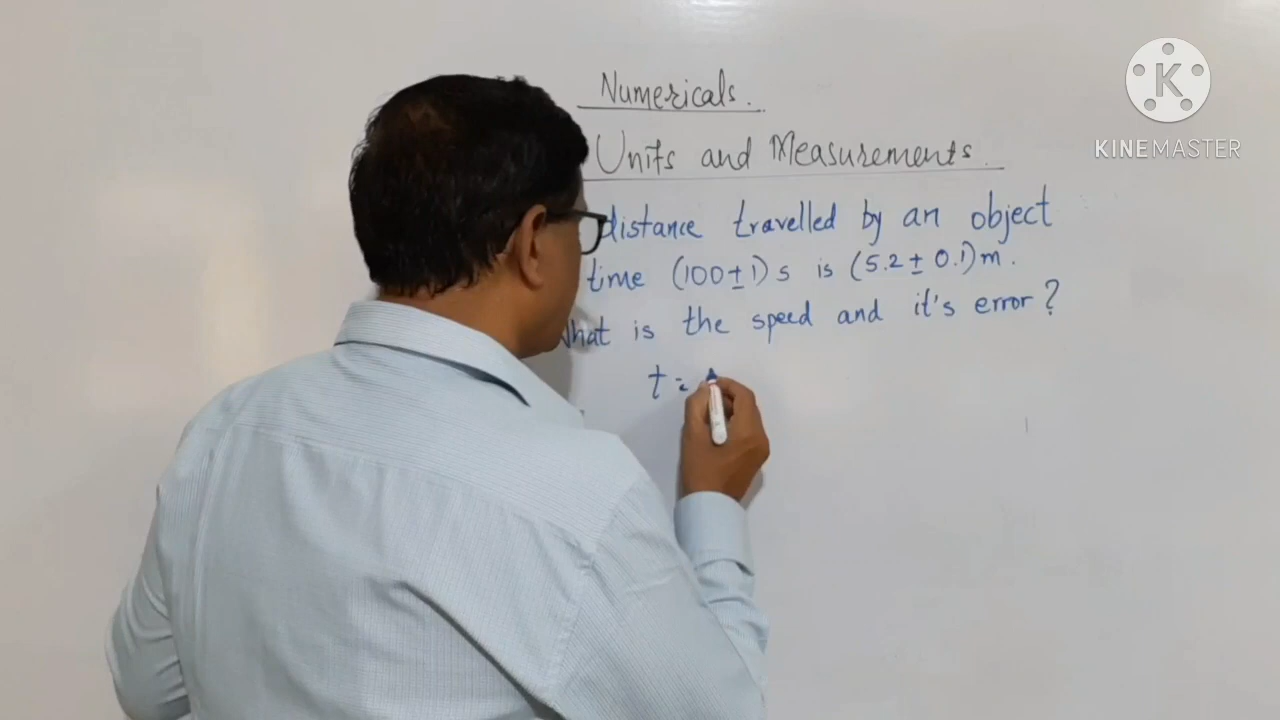 Numericals.
Units and Measurements.
distance travelled by an object
time (100±1) s is (5.2 ± 0.1) m.
What is the speed and it's error?
t =
K
KINEMASTER